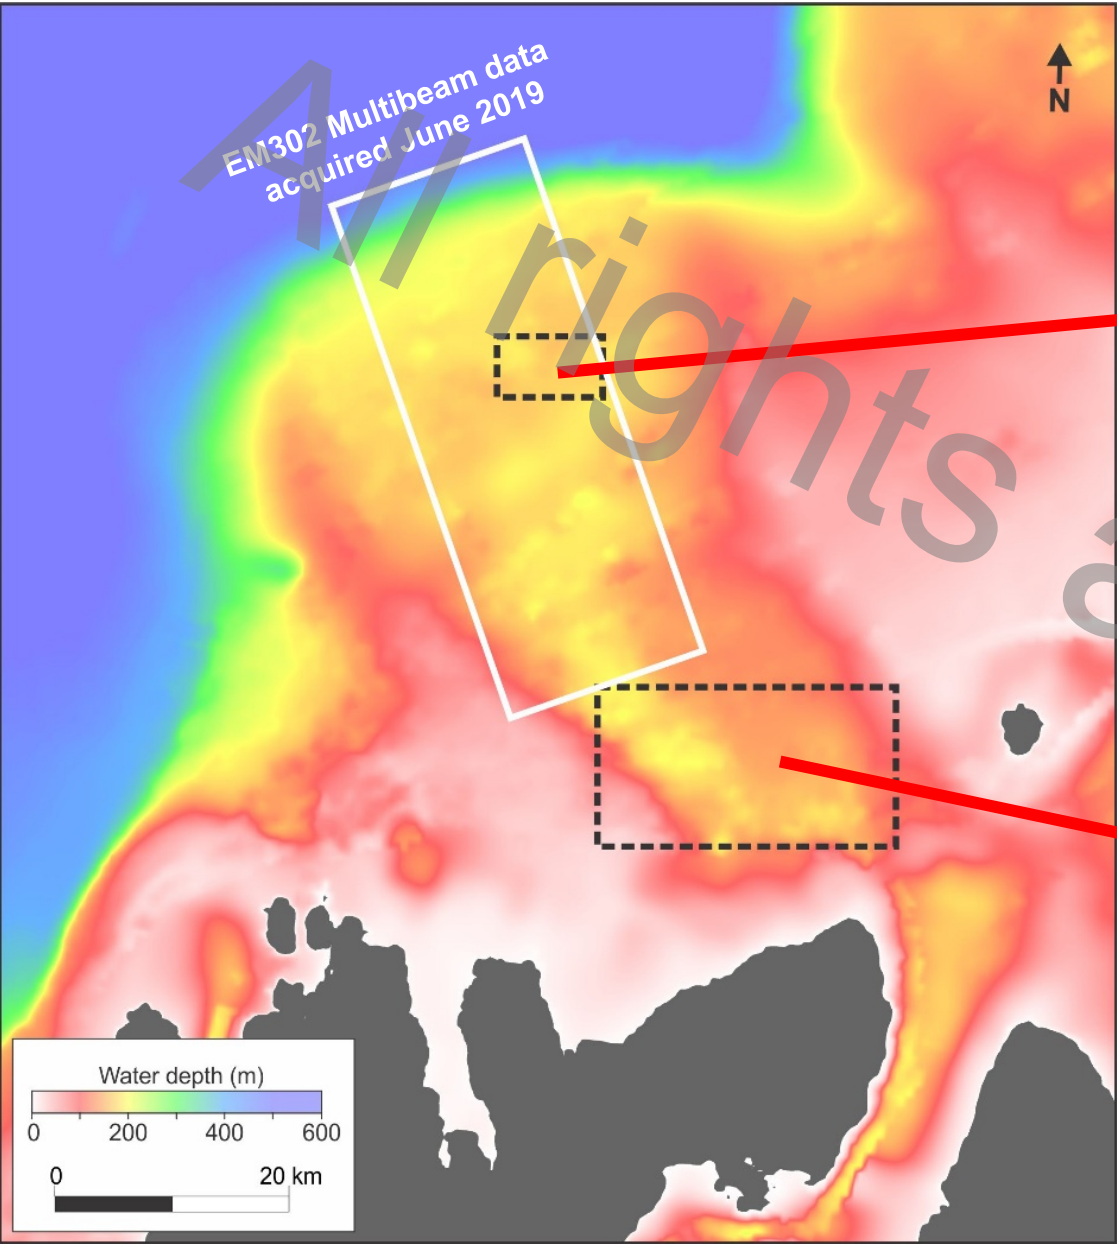 EM302 Multibeam data
acquired June 2019
N
All rights a
Water depth (m)
0 200 400 600
0 20 km